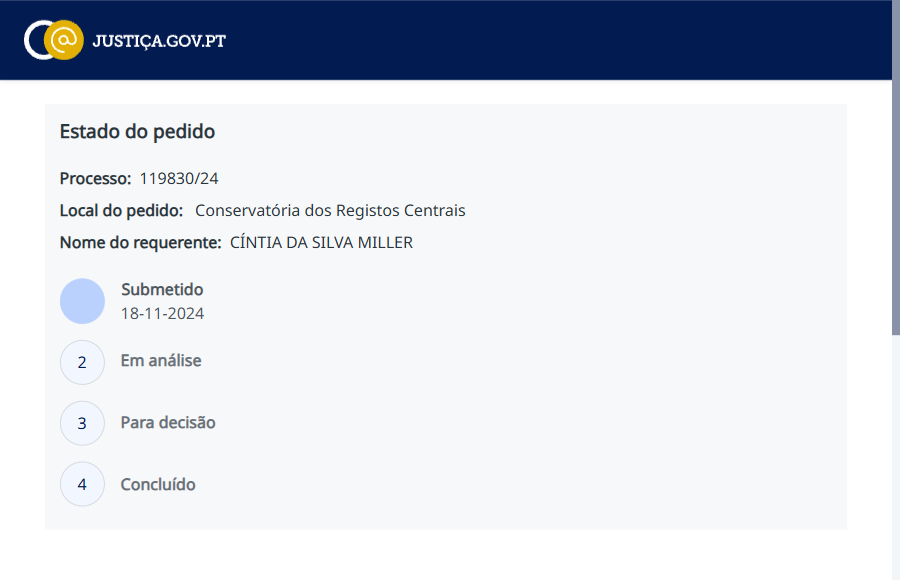 JUSTIÇA.GOV.PT
Estado do pedido
Processo: 119830/24
Local do pedido: Conservatória dos Registos Centrais
Nome do requerente: CÍNTIA DA SILVA MILLER
Submetido
18-11-2024
2 Em análise
3 Para decisão
4 Concluído